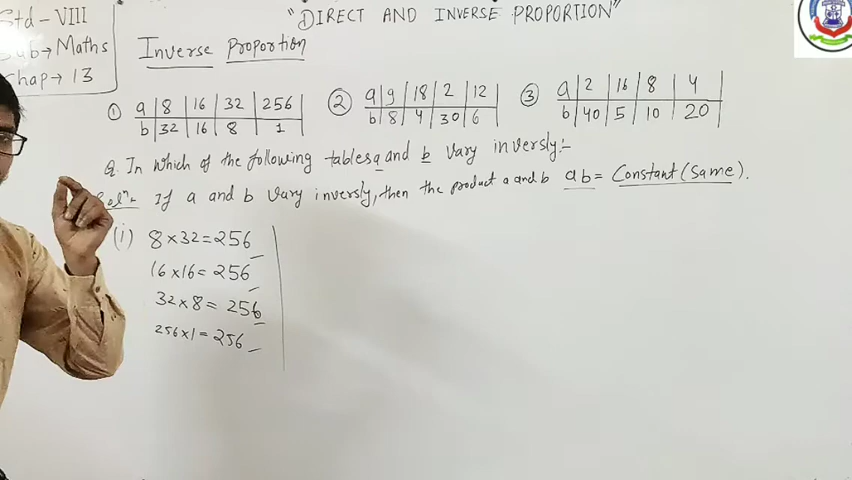 Std - VIII
Sub → Maths
Chap → 13
"DIRECT AND INVERSE PROPORTION"
Inverse Proportion
① a | 8 | 16 | 32 | 256
b | 32 | 16 | 8 | 1
② a | 9 | 18 | 2 | 12
b | 8 | 4 | 30 | 6
③ a | 2 | 16 | 8 | 4
b | 40 | 5 | 10 | 20
Q. In which of the following tables a and b vary inversly:-
Solⁿ:- If a and b vary inversly, then the product a and b ab = Constant (Same).
(i) 8 × 32 = 256
16 × 16 = 256
32 × 8 = 256
256 × 1 = 256